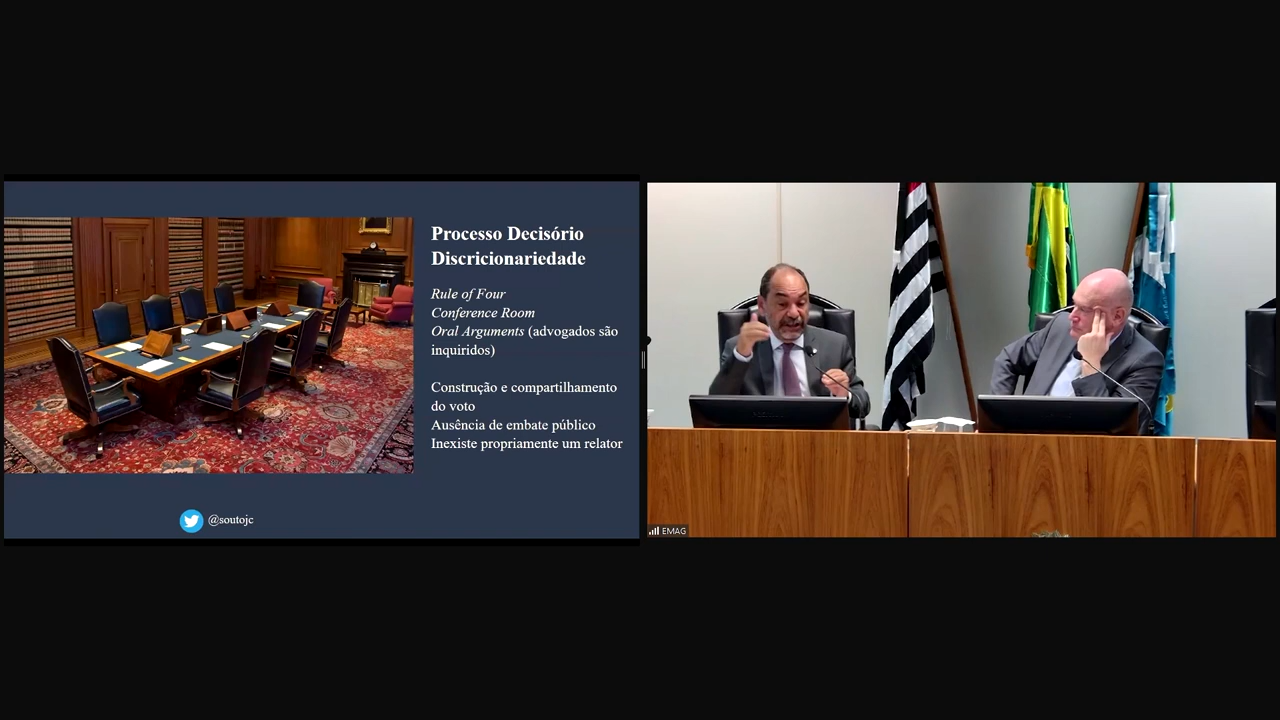 Processo Decisório
Discricionariedade
Rule of Four
Conference Room
Oral Arguments (advogados são
inquiridos)
Construção e compartilhamento
do voto
Ausência de embate público
Inexiste propriamente um relator
@soutojc
EMAG